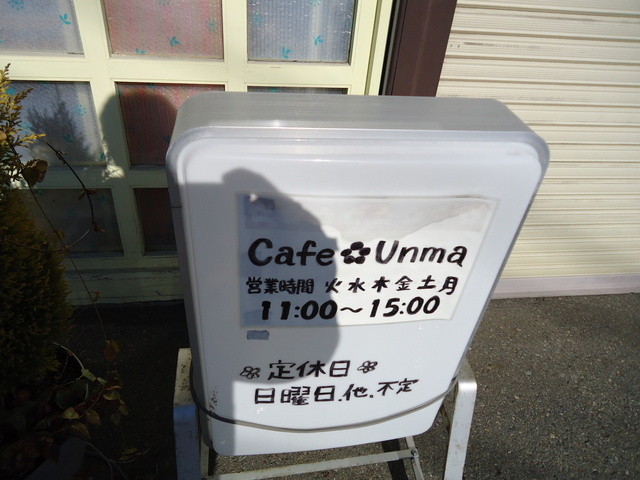 Cafe✿Unma
営業時間 火水木金土月
11:00～15:00
定休日
日曜日.他.不定